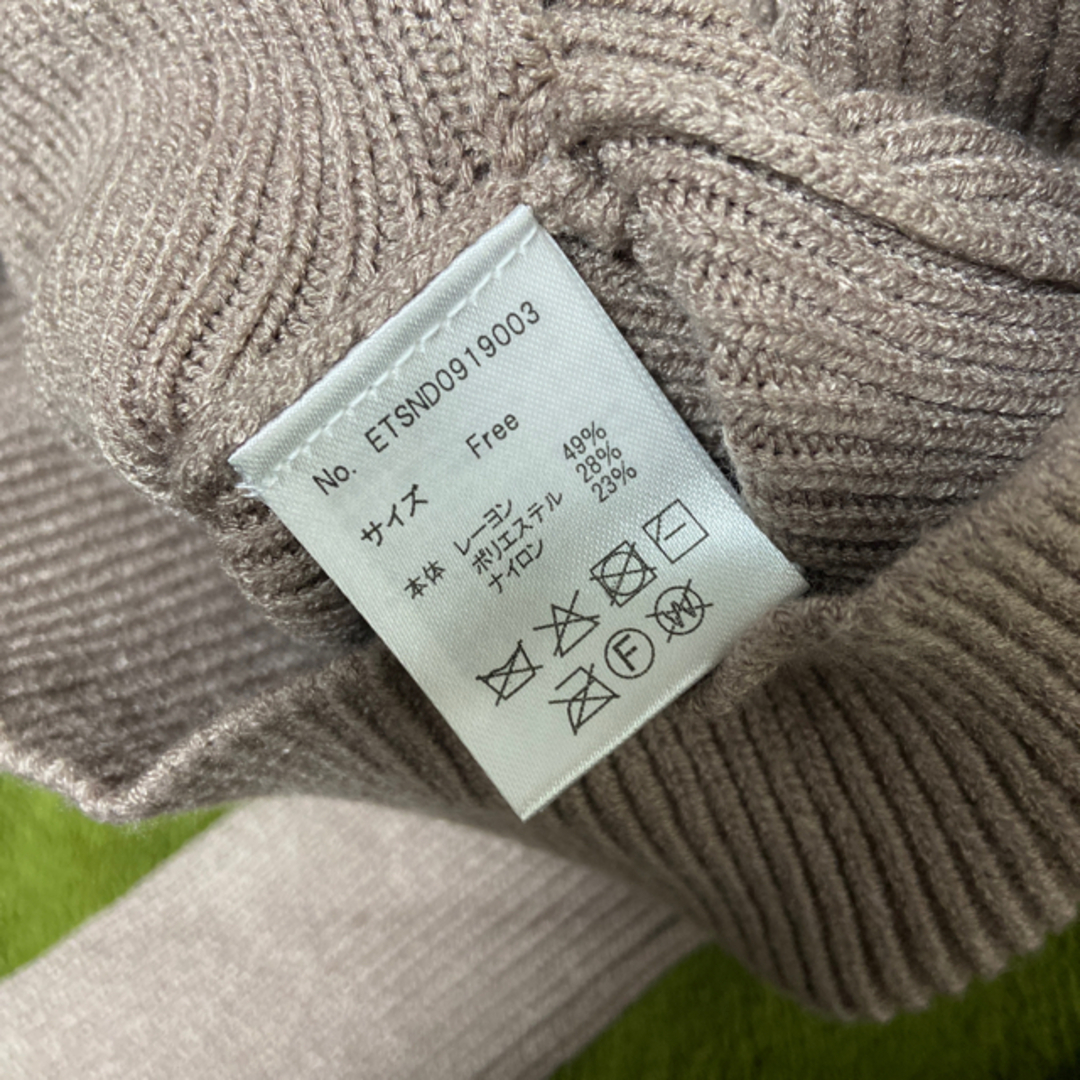 No. ETSND0919003
サイズ Free
本体 レーヨン 49%
ポリエステル 28%
ナイロン 23%
F W